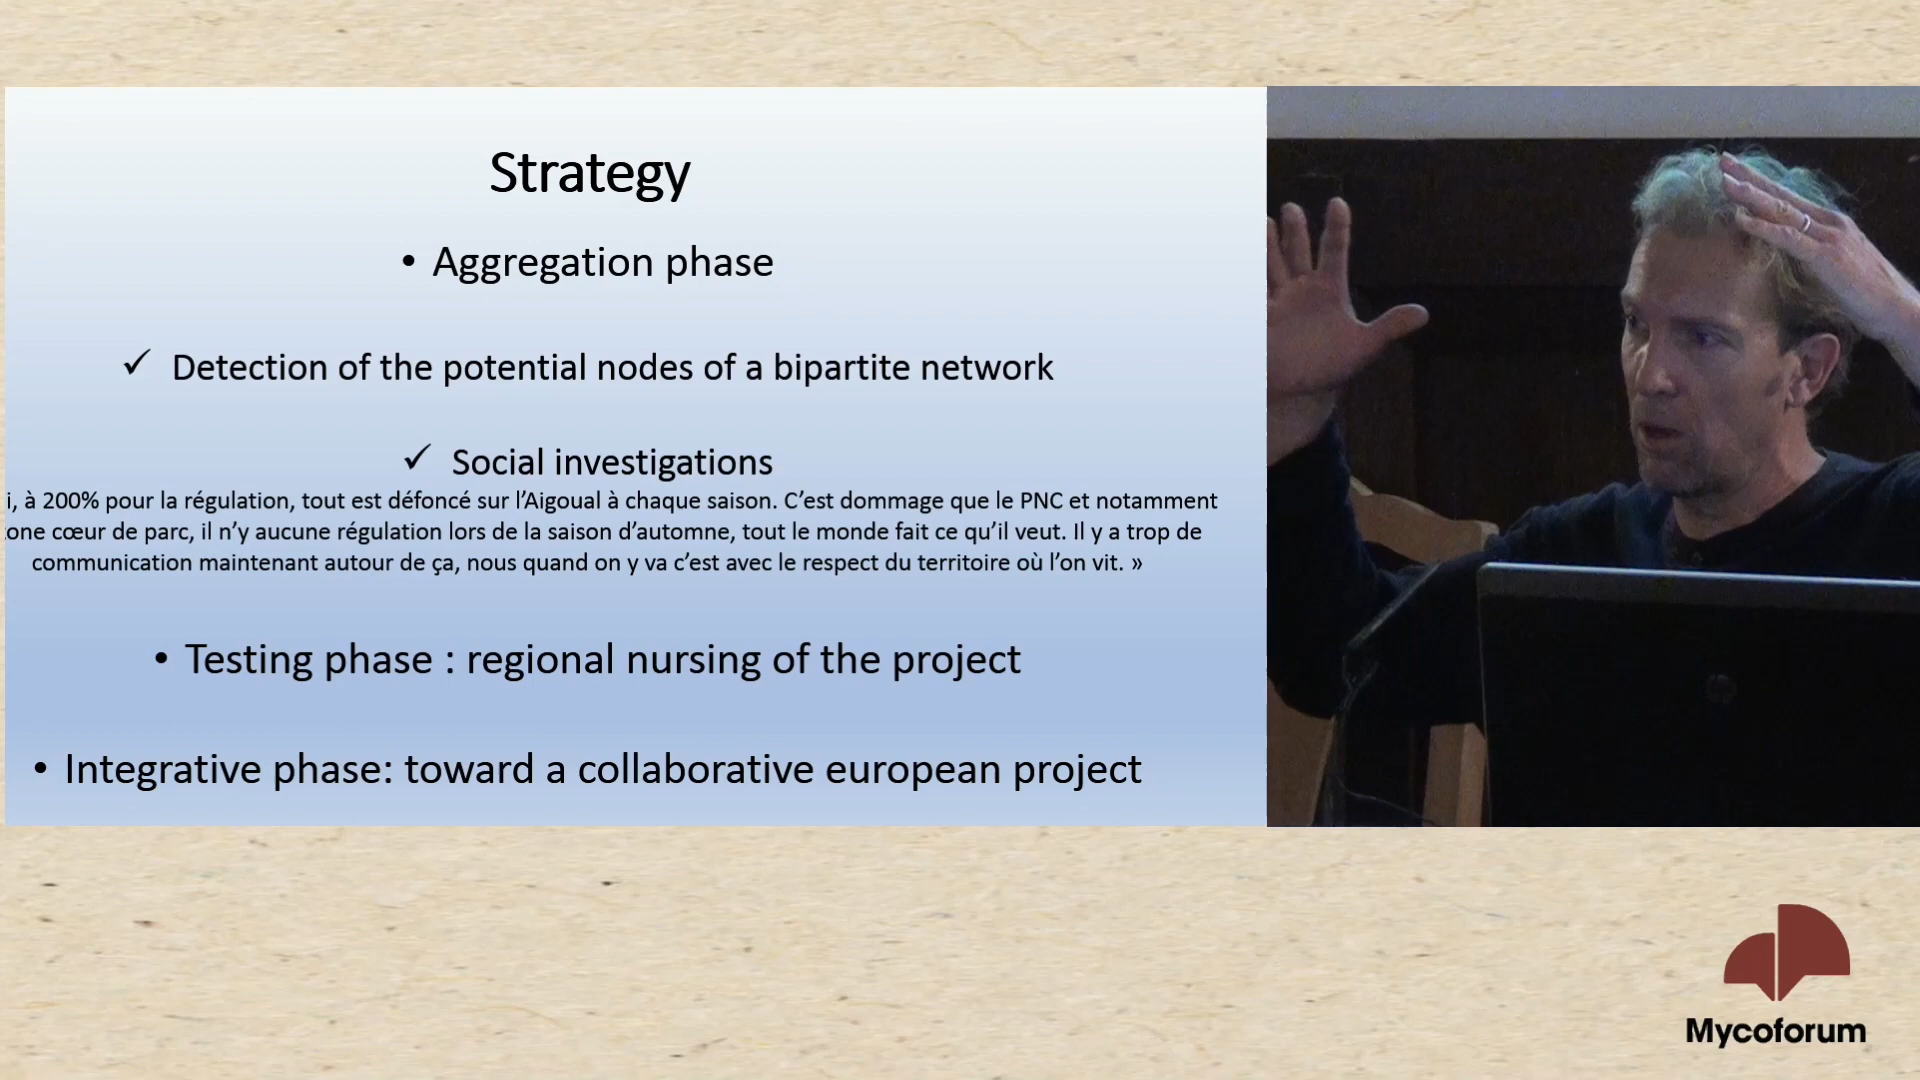 Strategy
• Aggregation phase
✓ Detection of the potential nodes of a bipartite network
✓ Social investigations
i, à 200% pour la régulation, tout est défoncé sur l’Aigoual à chaque saison. C’est dommage que le PNC et notamment
one cœur de parc, il n’y aucune régulation lors de la saison d’automne, tout le monde fait ce qu’il veut. Il y a trop de
communication maintenant autour de ça, nous quand on y va c’est avec le respect du territoire où l’on vit. »
• Testing phase : regional nursing of the project
• Integrative phase: toward a collaborative european project
Mycoforum